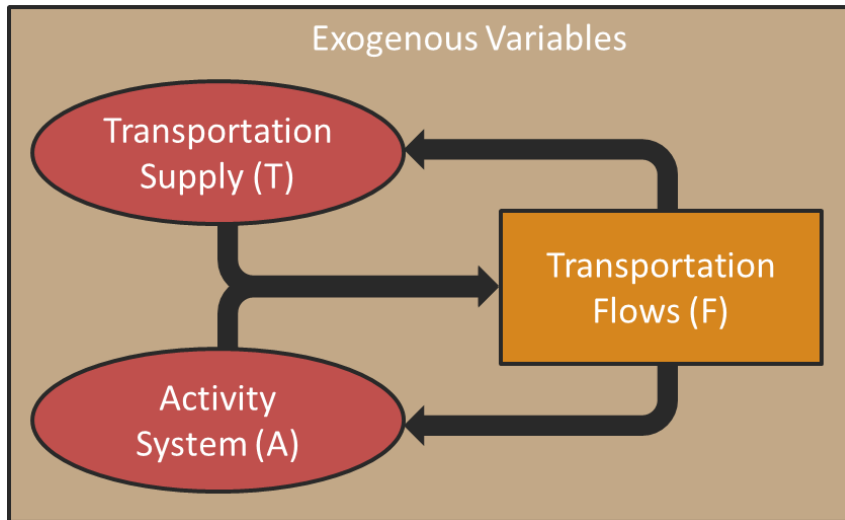 Exogenous Variables
Transportation
Supply (T)
Transportation
Flows (F)
Activity
System (A)